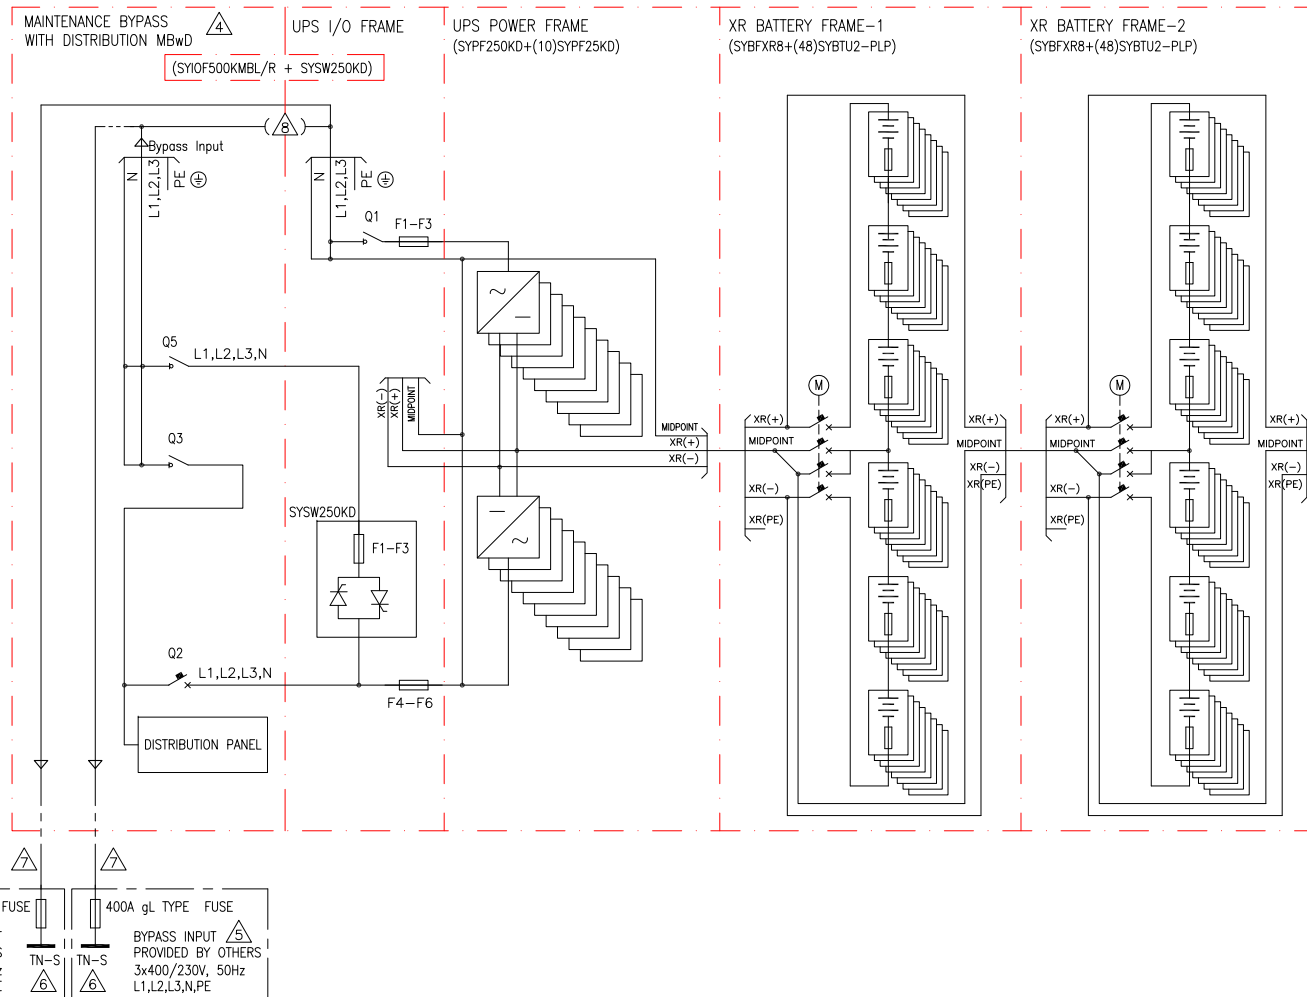 MAINTENANCE BYPASS
WITH DISTRIBUTION MBwD
4
UPS I/O FRAME
(SYIOF500KMBL/R + SYSW250KD)
UPS POWER FRAME
(SYPF250KD+(10)SYPF25KD)
XR BATTERY FRAME-1
(SYBFXR8+(48)SYBTU2-PLP)
XR BATTERY FRAME-2
(SYBFXR8+(48)SYBTU2-PLP)
8
Bypass Input
N
L1,L2,L3
PE
N
L1,L2,L3
PE
Q1
F1-F3
Q5
L1,L2,L3,N
Q3
XR(-)
XR(+)
MIDPOINT
MIDPOINT
XR(+)
XR(-)
M
XR(+)
MIDPOINT
XR(-)
XR(PE)
XR(+)
MIDPOINT
XR(-)
XR(PE)
M
XR(+)
MIDPOINT
XR(-)
XR(PE)
XR(+)
MIDPOINT
XR(-)
XR(PE)
SYSW250KD
F1-F3
Q2
L1,L2,L3,N
F4-F6
DISTRIBUTION PANEL
7
7
FUSE
400A gL TYPE FUSE
TN-S
6
TN-S
6
BYPASS INPUT 5
PROVIDED BY OTHERS
3x400/230V, 50Hz
L1,L2,L3,N,PE